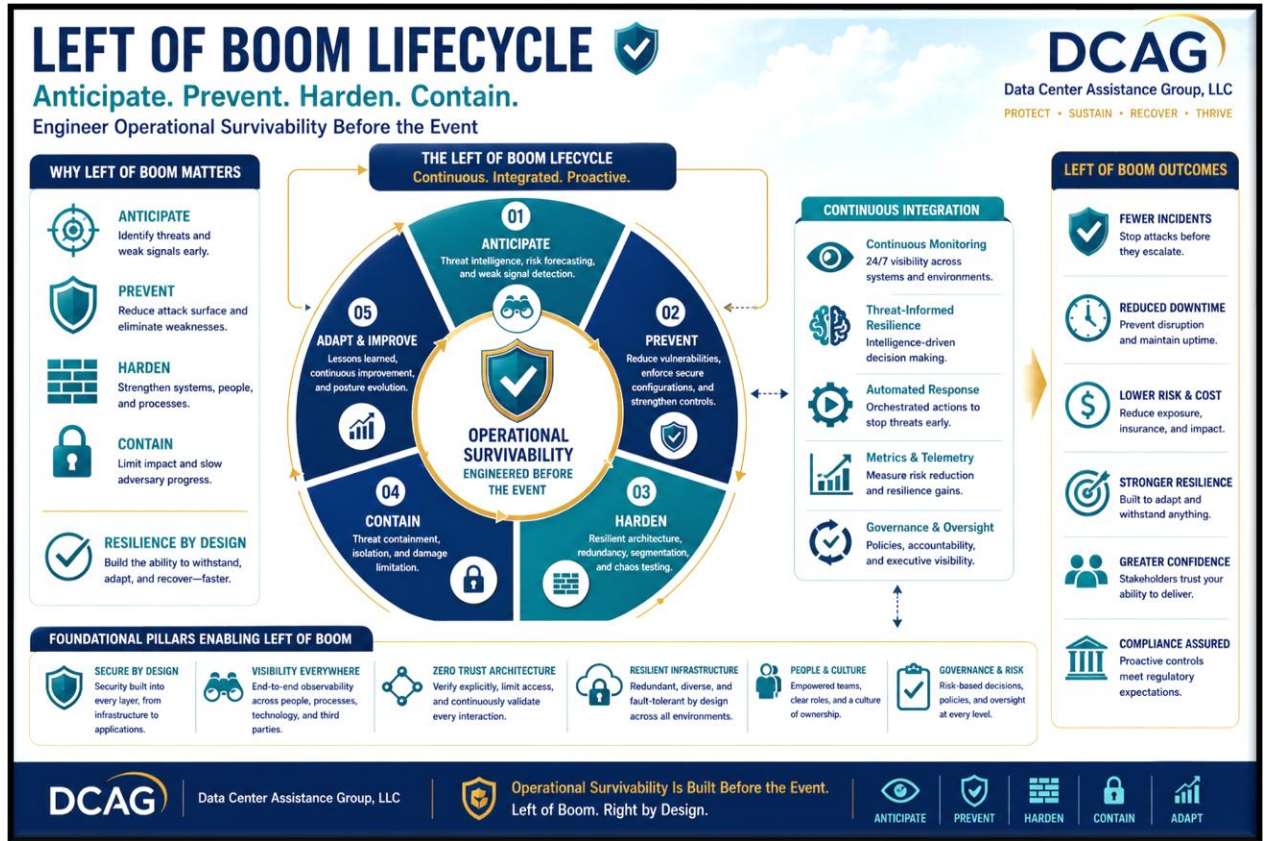 LEFT OF BOOM LIFECYCLE
Anticipate. Prevent. Harden. Contain.
Engineer Operational Survivability Before the Event
DCAG
Data Center Assistance Group, LLC
PROTECT • SUSTAIN • RECOVER • THRIVE
WHY LEFT OF BOOM MATTERS
ANTICIPATE
Identify threats and
weak signals early.
PREVENT
Reduce attack surface and
eliminate weaknesses.
HARDEN
Strengthen systems, people,
and processes.
CONTAIN
Limit impact and slow
adversary progress.
RESILIENCE BY DESIGN
Build the ability to withstand,
adapt, and recover—faster.
THE LEFT OF BOOM LFECYCLE
Continuous. Integrated. Proactive.
01
ANTICIPATE
Threat intelligence, risk forecasting,
and weak signal detection.
02
PREVENT
Reduce vulnerabilities,
enforce secure
configurations, and
strengthen controls.
03
HARDEN
Resilient architecture,
redundancy, segmentation,
and chaos testing.
04
CONTAIN
Threat containment,
isolation, and damage
limitation.
05
ADAPT & IMPROVE
Lessons learned,
continuous improvement,
and posture evolution.
OPERATIONAL
SURVIVABILITY
ENGINEERED BEFORE
THE EVENT
CONTINUOUS INTEGRATION
Continuous Monitoring
24/7 visibility across
systems and environments.
Threat-Informed
Resilience
Intelligence-driven
decision making.
Automated Response
Orchestrated actions to
stop threats early.
Metrics & Telemetry
Measure risk reduction
and resilience gains.
Governance & Oversight
Policies, accountability,
and executive visibility.
LEFT OF BOOM OUTCOMES
FEWER INCIDENTS
Stop attacks before
they escalate.
REDUCED DOWNTIME
Prevent disruption
and maintain uptime.
LOWER RISK & COST
Reduce exposure,
insurance, and impact.
STRONGER RESILIENCE
Built to adapt and
withstand anything.
GREATER CONFIDENCE
Stakeholders trust your
ability to deliver.
COMPLIANCE ASSURED
Proactive controls
meet regulatory
expectations.
FOUNDATIONAL PILLARS ENABLING LEFT OF BOOM
SECURE BY DESIGN
Security built into
every layer, from
infrastructure to
applications.
VISIBILITY EVERYWHERE
End-to-end observability
across people, processes,
technology, and third
parties.
ZERO TRUST ARCHITECTURE
Verify explicitly, limit access,
and continuously validate
every interaction.
RESILIENT INFRASTRUCTURE
Redundant, diverse, and
fault-tolerant by design
across all environments.
PEOPLE & CULTURE
Empowered teams,
clear roles, and a culture
of ownership.
GOVERNANCE & RISK
Risk-based decisions,
policies, and oversight
at every level.
DCAG
Data Center Assistance Group, LLC
Operational Survivability Is Built Before the Event.
Left of Boom. Right by Design.
ANTICIPATE
PREVENT
HARDEN
CONTAIN
ADAPT